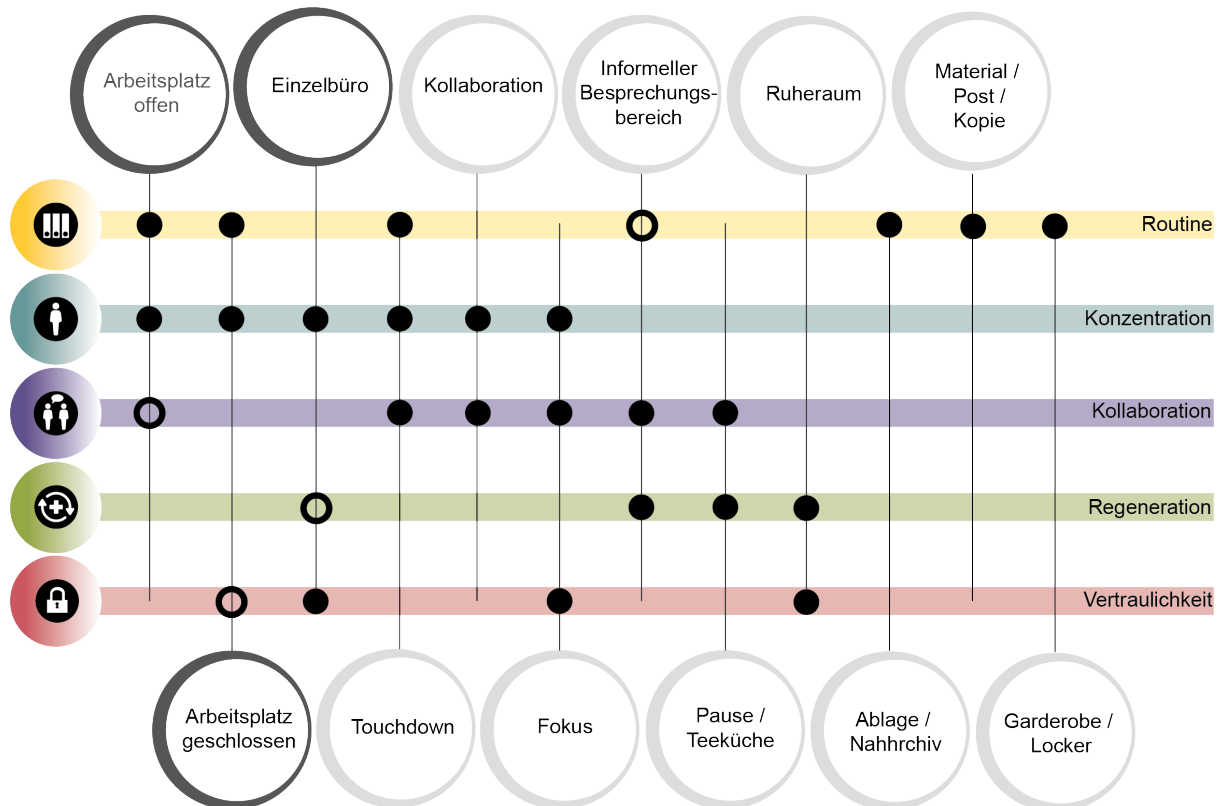 Arbeitsplatz
offen
Einzelbüro
Kollaboration
Informeller
Besprechungs-
bereich
Ruheraum
Material /
Post /
Kopie
Routine
Konzentration
Kollaboration
Regeneration
Vertraulichkeit
Arbeitsplatz
geschlossen
Touchdown
Fokus
Pause /
Teeküche
Ablage /
Nahhrchiv
Garderobe /
Locker